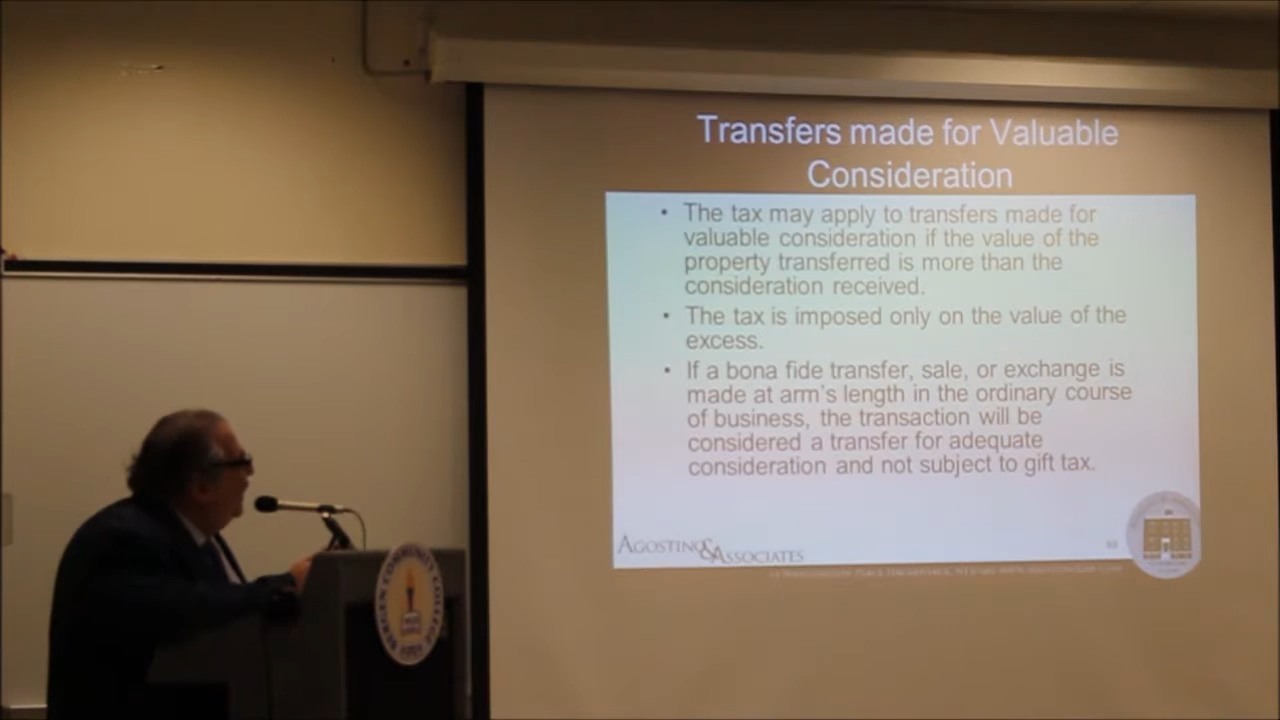 Transfers made for Valuable
Consideration
• The tax may apply to transfers made for
valuable consideration if the value of the
property transferred is more than the
consideration received.
• The tax is imposed only on the value of the
excess.
• If a bona fide transfer, sale, or exchange is
made at arm's length in the ordinary course
of business, the transaction will be
considered a transfer for adequate
consideration and not subject to gift tax.
AGOSTINO & ASSOCIATES
BERGEN COMMUNITY COLLEGE